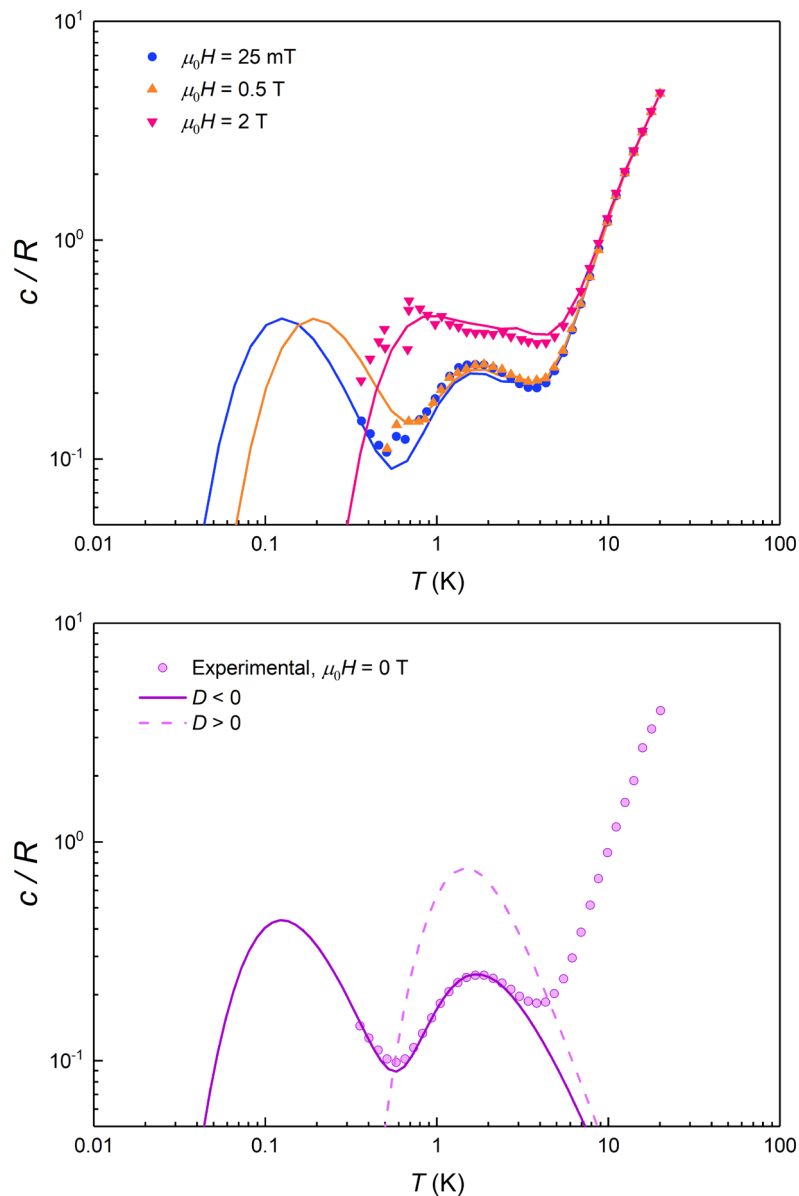 10¹
μ₀H = 25 mT
μ₀H = 0.5 T
μ₀H = 2 T
10⁰
c / R
10⁻¹
0.01 0.1 1 10 100
T (K)
10¹
Experimental, μ₀H = 0 T
D < 0
D > 0
10⁰
c / R
10⁻¹
0.01 0.1 1 10 100
T (K)